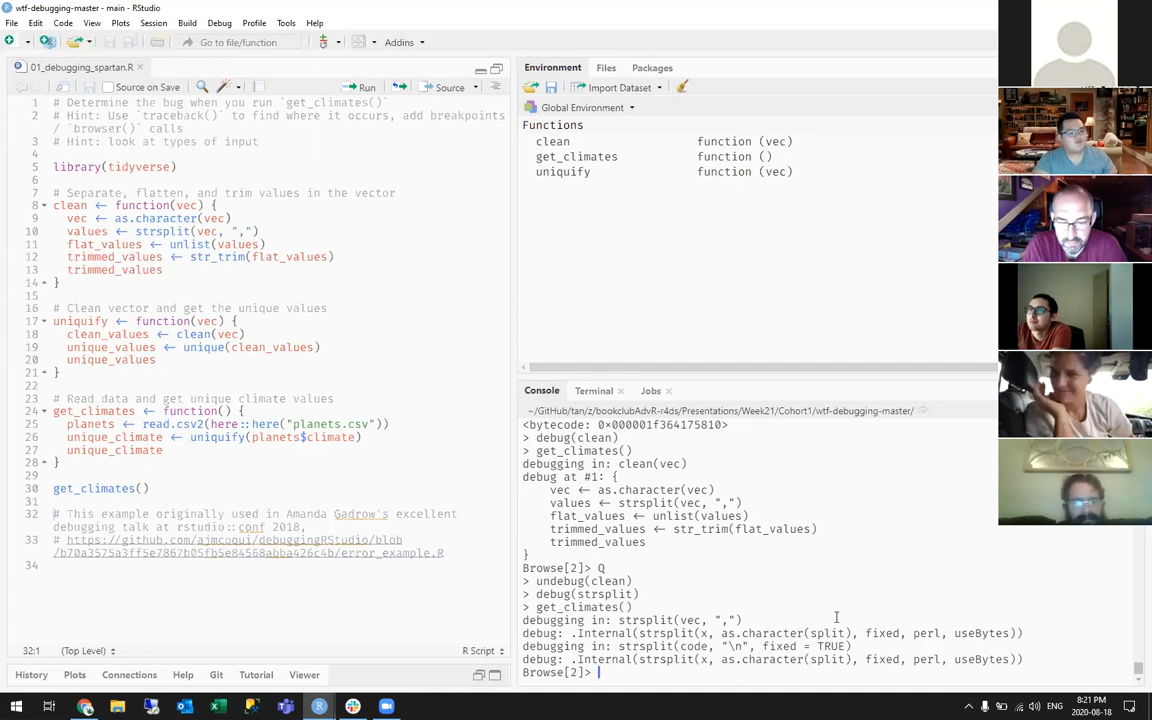 wtf-debugging-master - main - RStudio
File Edit Code View Plots Session Build Debug Profile Tools Help
Go to file/function
Addins
01_debugging_spartan.R
Source on Save
Run
Source
1 # Determine the bug when you run `get_climates()`
2 # Hint: Use `traceback()` to find where it occurs, add breakpoints
/ `browser()` calls
3 # Hint: look at types of input
4
5 library(tidyverse)
6
7 # Separate, flatten, and trim values in the vector
8 clean ← function(vec) {
9 vec ← as.character(vec)
10 values ← strsplit(vec, ",")
11 flat_values ← unlist(values)
12 trimmed_values ← str_trim(flat_values)
13 trimmed_values
14 }
15
16 # Clean vector and get the unique values
17 uniquify ← function(vec) {
18 clean_values ← clean(vec)
19 unique_values ← unique(clean_values)
20 unique_values
21 }
22
23 # Read data and get unique climate values
24 get_climates ← function() {
25 planets ← read.csv2(here::here("planets.csv"))
26 unique_climate ← uniquify(planets$climate)
27 unique_climate
28 }
29
30 get_climates()
31
32 # This example originally used in Amanda Gadrow's excellent
debugging talk at rstudio::conf 2018,
33 # https://github.com/ajmcoqui/debuggingRStudio/blob
/b70a3575a3ff5e7867b05fb5e84568abba426c4b/error_example.R
34
32:1 (Top Level) R Script
History Plots Connections Help Git Tutorial Viewer
Environment Files Packages
Import Dataset
Global Environment
Functions
clean function (vec)
get_climates function ()
uniquify function (vec)
Console Terminal Jobs
~/GitHub/tan/z/bookclubAdvR-r4ds/Presentations/Week21/Cohort1/wtf-debugging-master/
<bytecode: 0x000001f364175810>
> debug(clean)
> get_climates()
debugging in: clean(vec)
debug at #1: {
vec ← as.character(vec)
values ← strsplit(vec, ",")
flat_values ← unlist(values)
trimmed_values ← str_trim(flat_values)
trimmed_values
}
Browse[2]> Q
> undebug(clean)
> debug(strsplit)
> get_climates()
debugging in: strsplit(vec, ",")
debug: .Internal(strsplit(x, as.character(split), fixed, perl, useBytes))
debugging in: strsplit(code, "\n", fixed = TRUE)
debug: .Internal(strsplit(x, as.character(split), fixed, perl, useBytes))
Browse[2]>
ENG
8:21 PM
2020-08-18